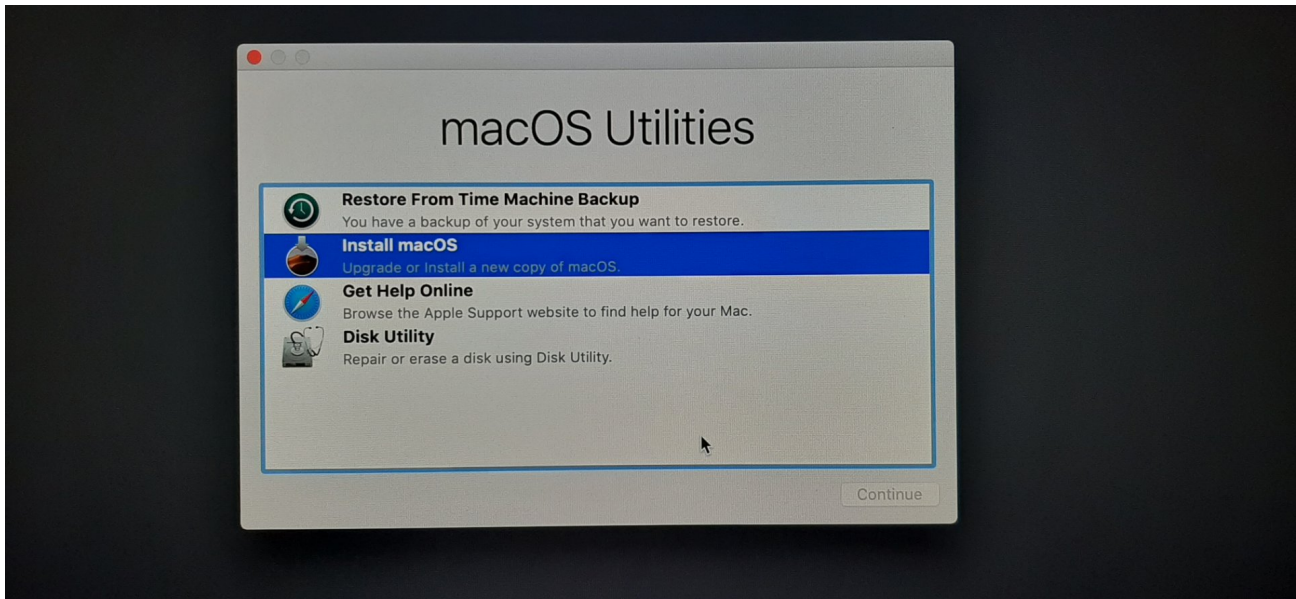 macOS Utilities
Restore From Time Machine Backup
You have a backup of your system that you want to restore.
Install macOS
Upgrade or Install a new copy of macOS.
Get Help Online
Browse the Apple Support website to find help for your Mac.
Disk Utility
Repair or erase a disk using Disk Utility.
Continue